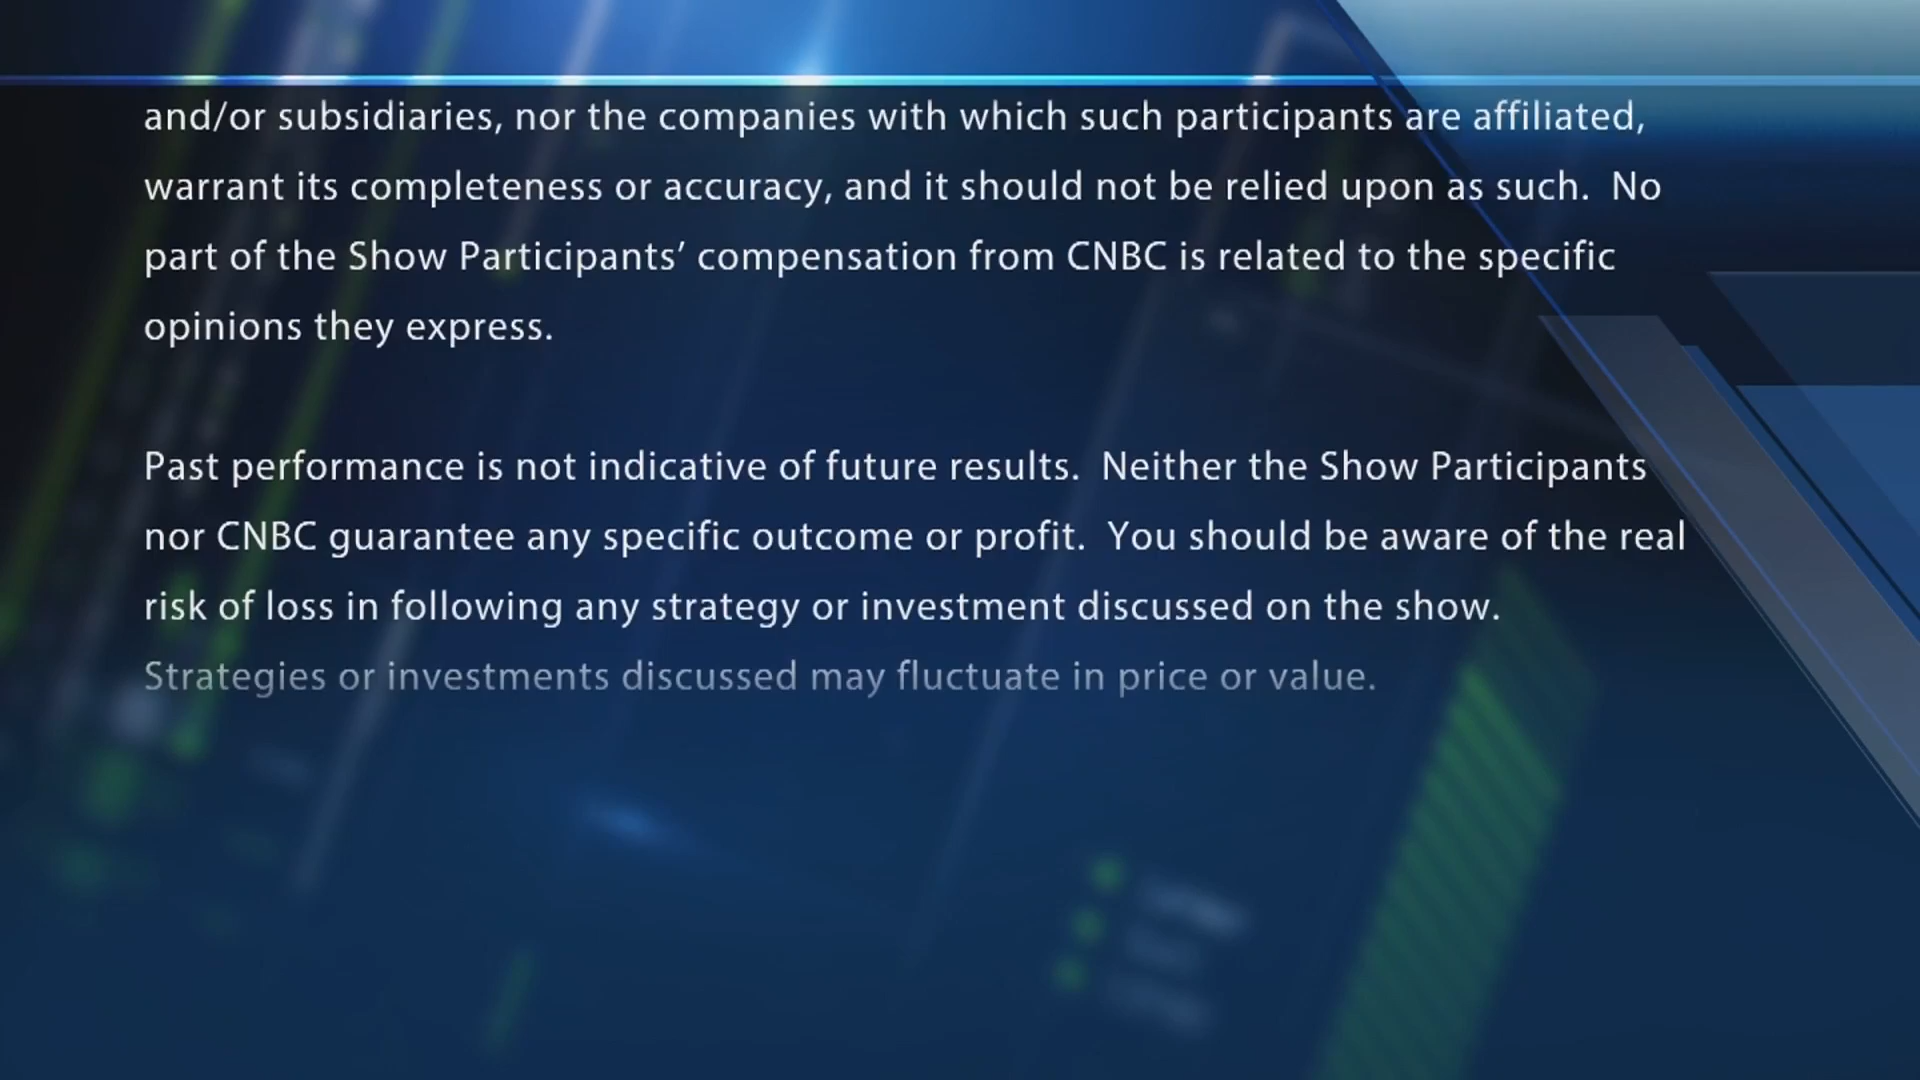 and/or subsidiaries, nor the companies with which such participants are affiliated,
warrant its completeness or accuracy, and it should not be relied upon as such.  No
part of the Show Participants’ compensation from CNBC is related to the specific
opinions they express.
Past performance is not indicative of future results.  Neither the Show Participants
nor CNBC guarantee any specific outcome or profit.  You should be aware of the real
risk of loss in following any strategy or investment discussed on the show.
Strategies or investments discussed may fluctuate in price or value.